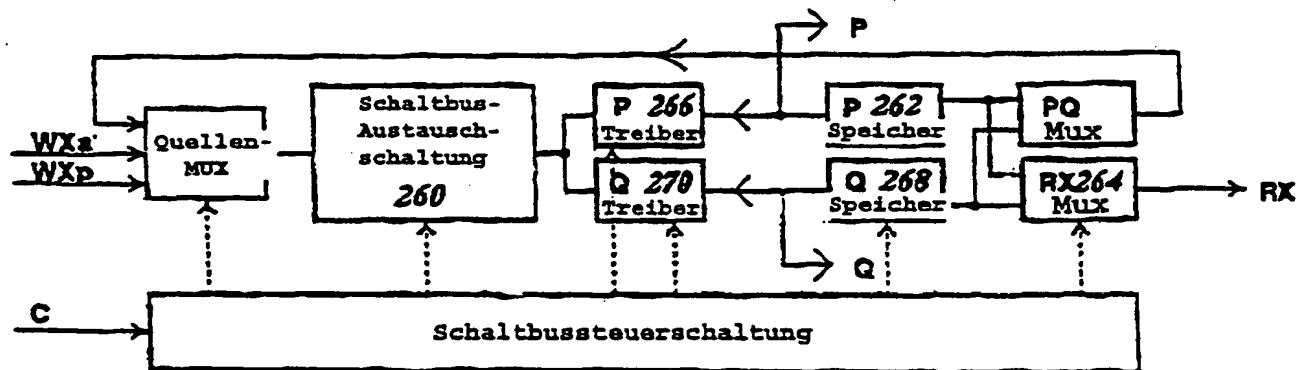 P
WXa
WXp
Quellen-
MUX
Schaltbus-
Austausch-
schaltung
260
P 266
Treiber
Q 270
Treiber
P 262
Speicher
Q 268
Speicher
PQ
Mux
RX264
Mux
RX
Q
C
Schaltbussteuerschaltung